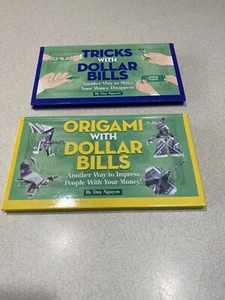 TRICKS
WITH
DOLLAR
BILLS
Another Way to Make
Your Money Disappear
By Duy Nguyen
ORIGAMI
WITH
DOLLAR
BILLS
Another Way to Impress
People With Your Money!
By Duy Nguyen